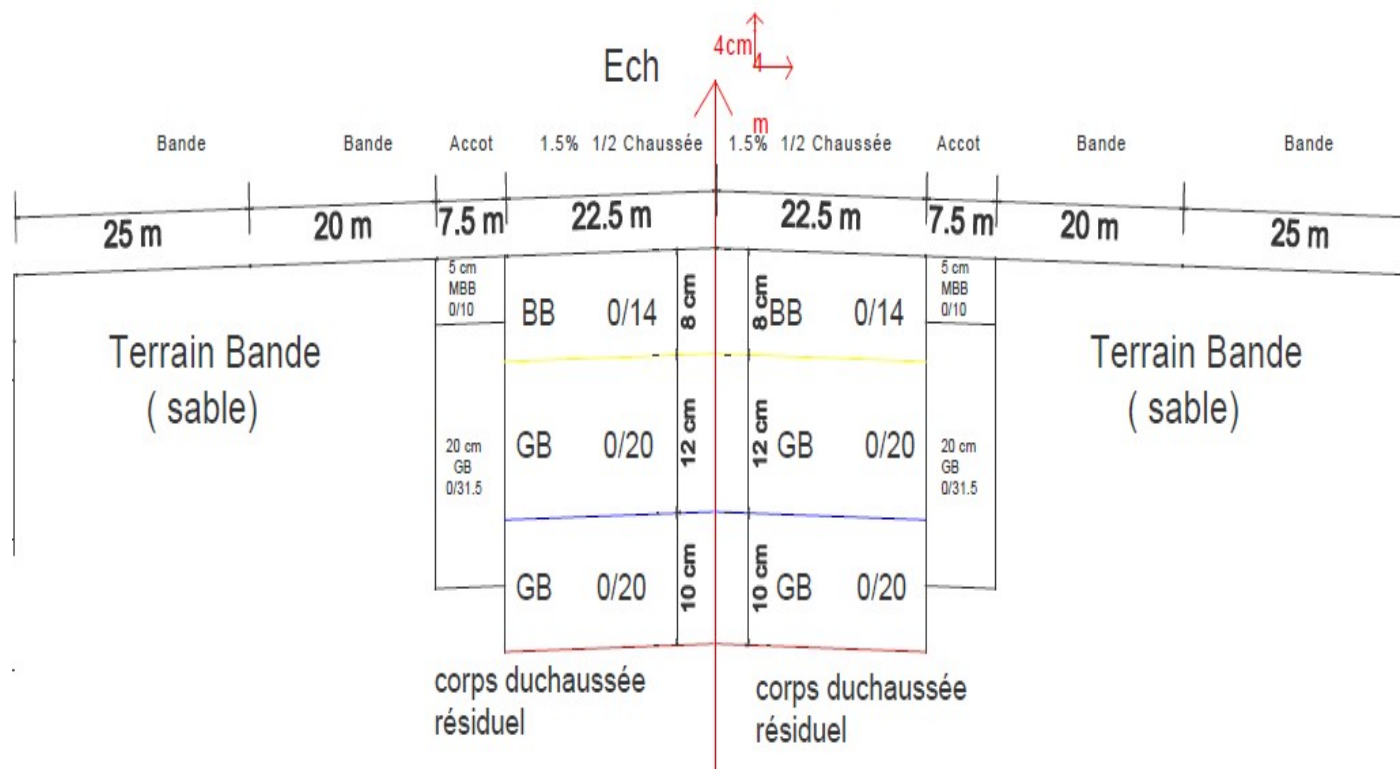 4cm
4
Ech
m
Bande Bande Accot 1.5% 1/2 Chaussée 1.5% 1/2 Chaussée Accot Bande Bande
25 m 20 m 7.5 m 22.5 m 22.5 m 7.5 m 20 m 25 m
5 cm
MBB
0/10
BB 0/14 8 cm 8 cm BB 0/14
5 cm
MBB
0/10
Terrain Bande
( sable)
Terrain Bande
( sable)
20 cm
GB
0/31.5
GB 0/20 12 cm 12 cm GB 0/20
20 cm
GB
0/31.5
GB 0/20 10 cm 10 cm GB 0/20
corps duchaussée
résiduel
corps duchaussée
résiduel